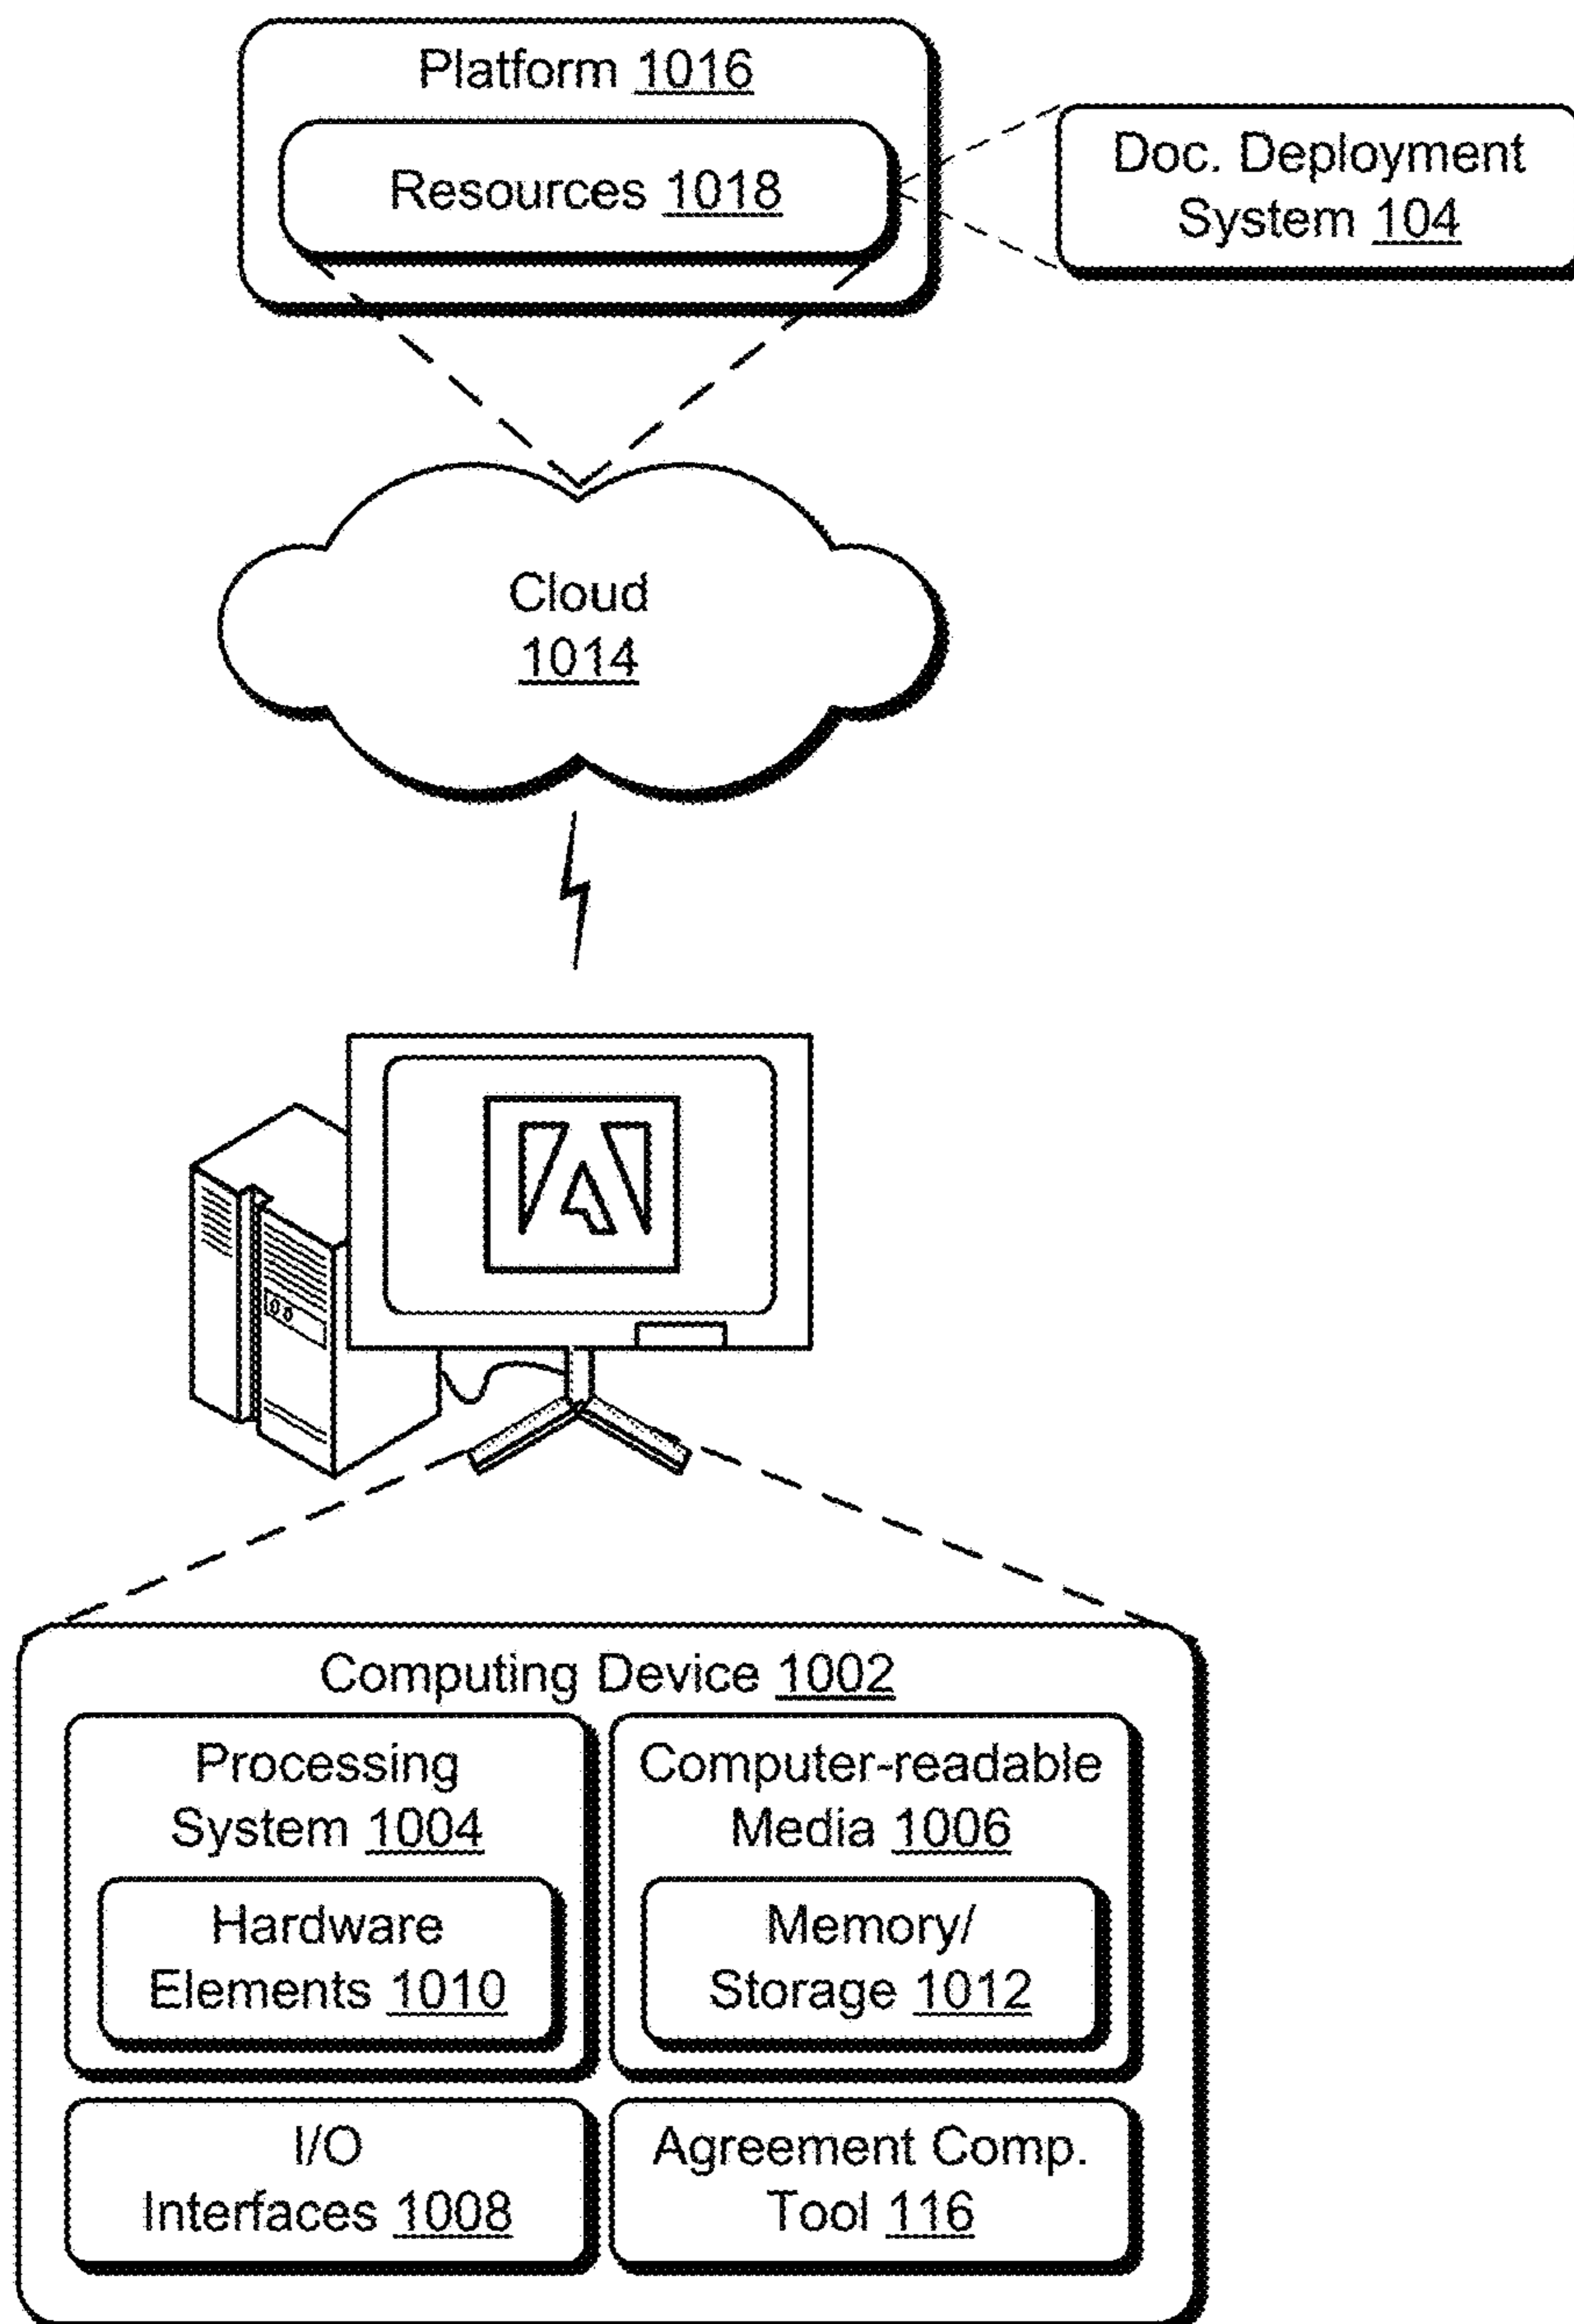 Platform 1016
Resources 1018
Doc. Deployment
System 104
Cloud
1014
Computing Device 1002
Processing
System 1004
Hardware
Elements 1010
Computer-readable
Media 1006
Memory/
Storage 1012
I/O
Interfaces 1008
Agreement Comp.
Tool 116